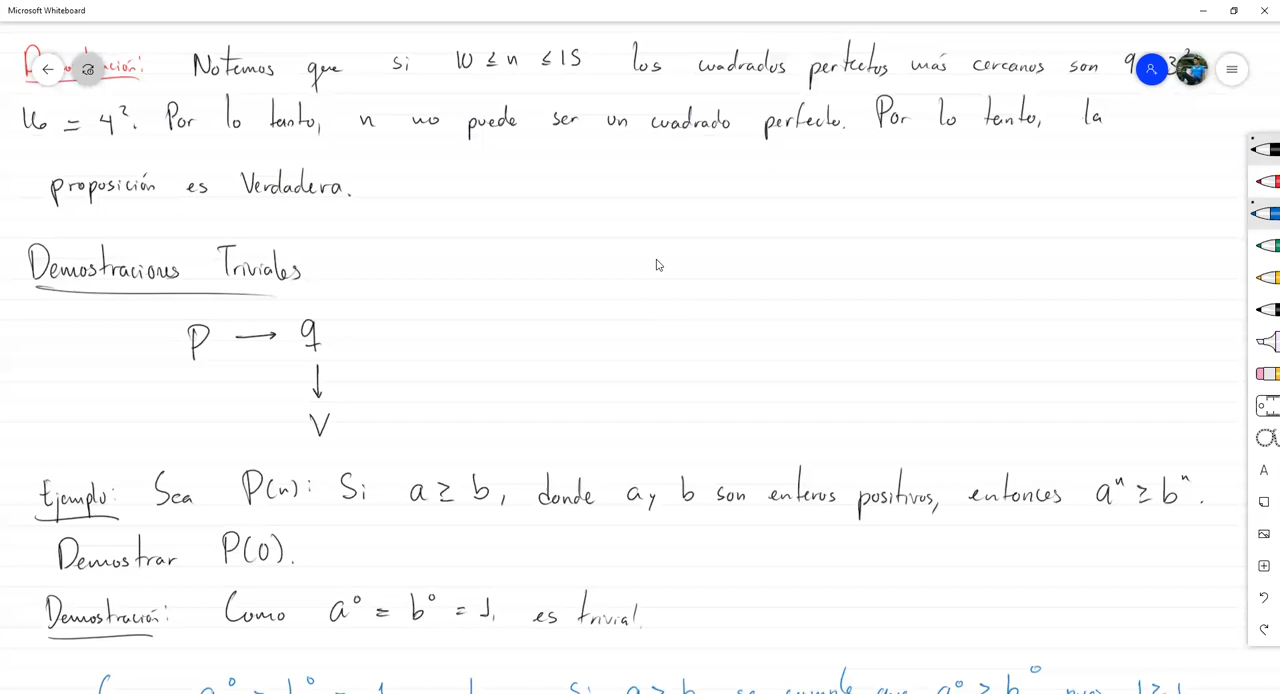 Microsoft Whiteboard
Notemos que si 10 ≤ n ≤ 15 los cuadrados perfectos más cercanos son 9
16 = 4². Por lo tanto, n no puede ser un cuadrado perfecto. Por lo tanto, la
proposición es Verdadera.
Demostraciones Triviales
P → q
↓
V
Ejemplo: Sea P(n): Si a ≥ b, donde a y b son enteros positivos, entonces aⁿ ≥ bⁿ.
Demostrar P(0).
Demostración: Como a⁰ = b⁰ = 1, es trivial.